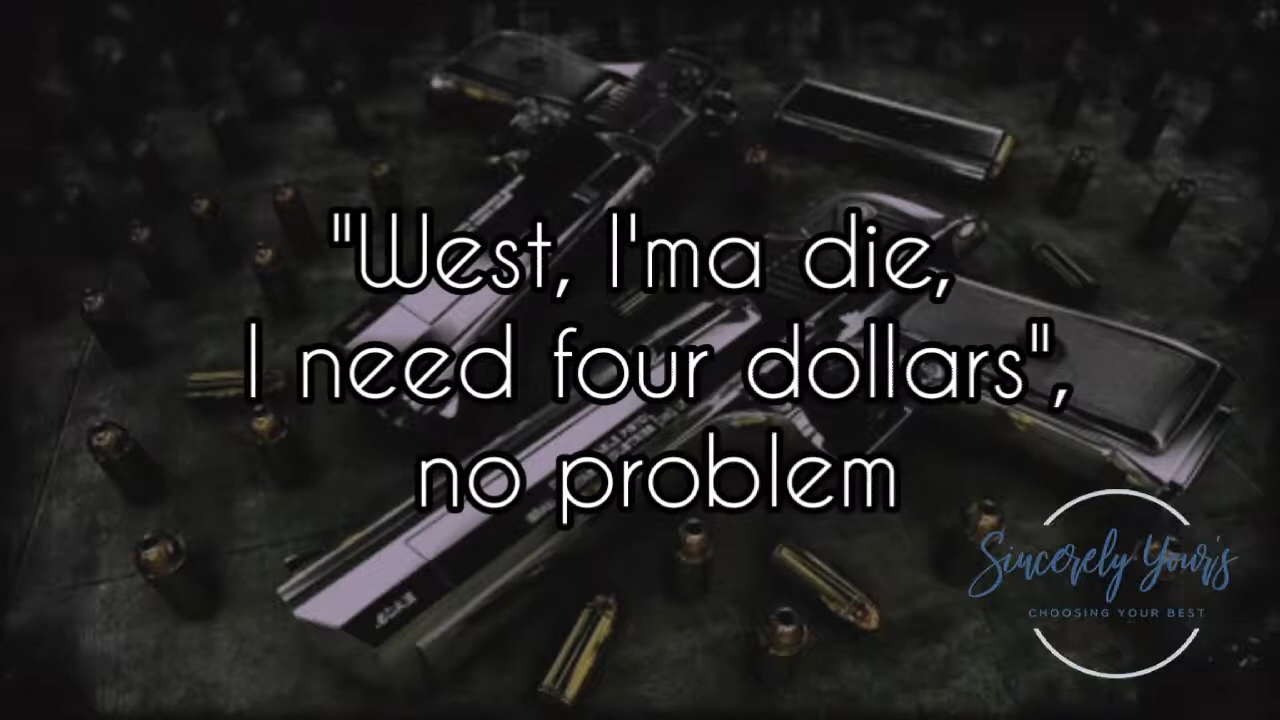 "West, I'ma die,
I need four dollars",
no problem
Sincerely Your's
CHOOSING YOUR BEST